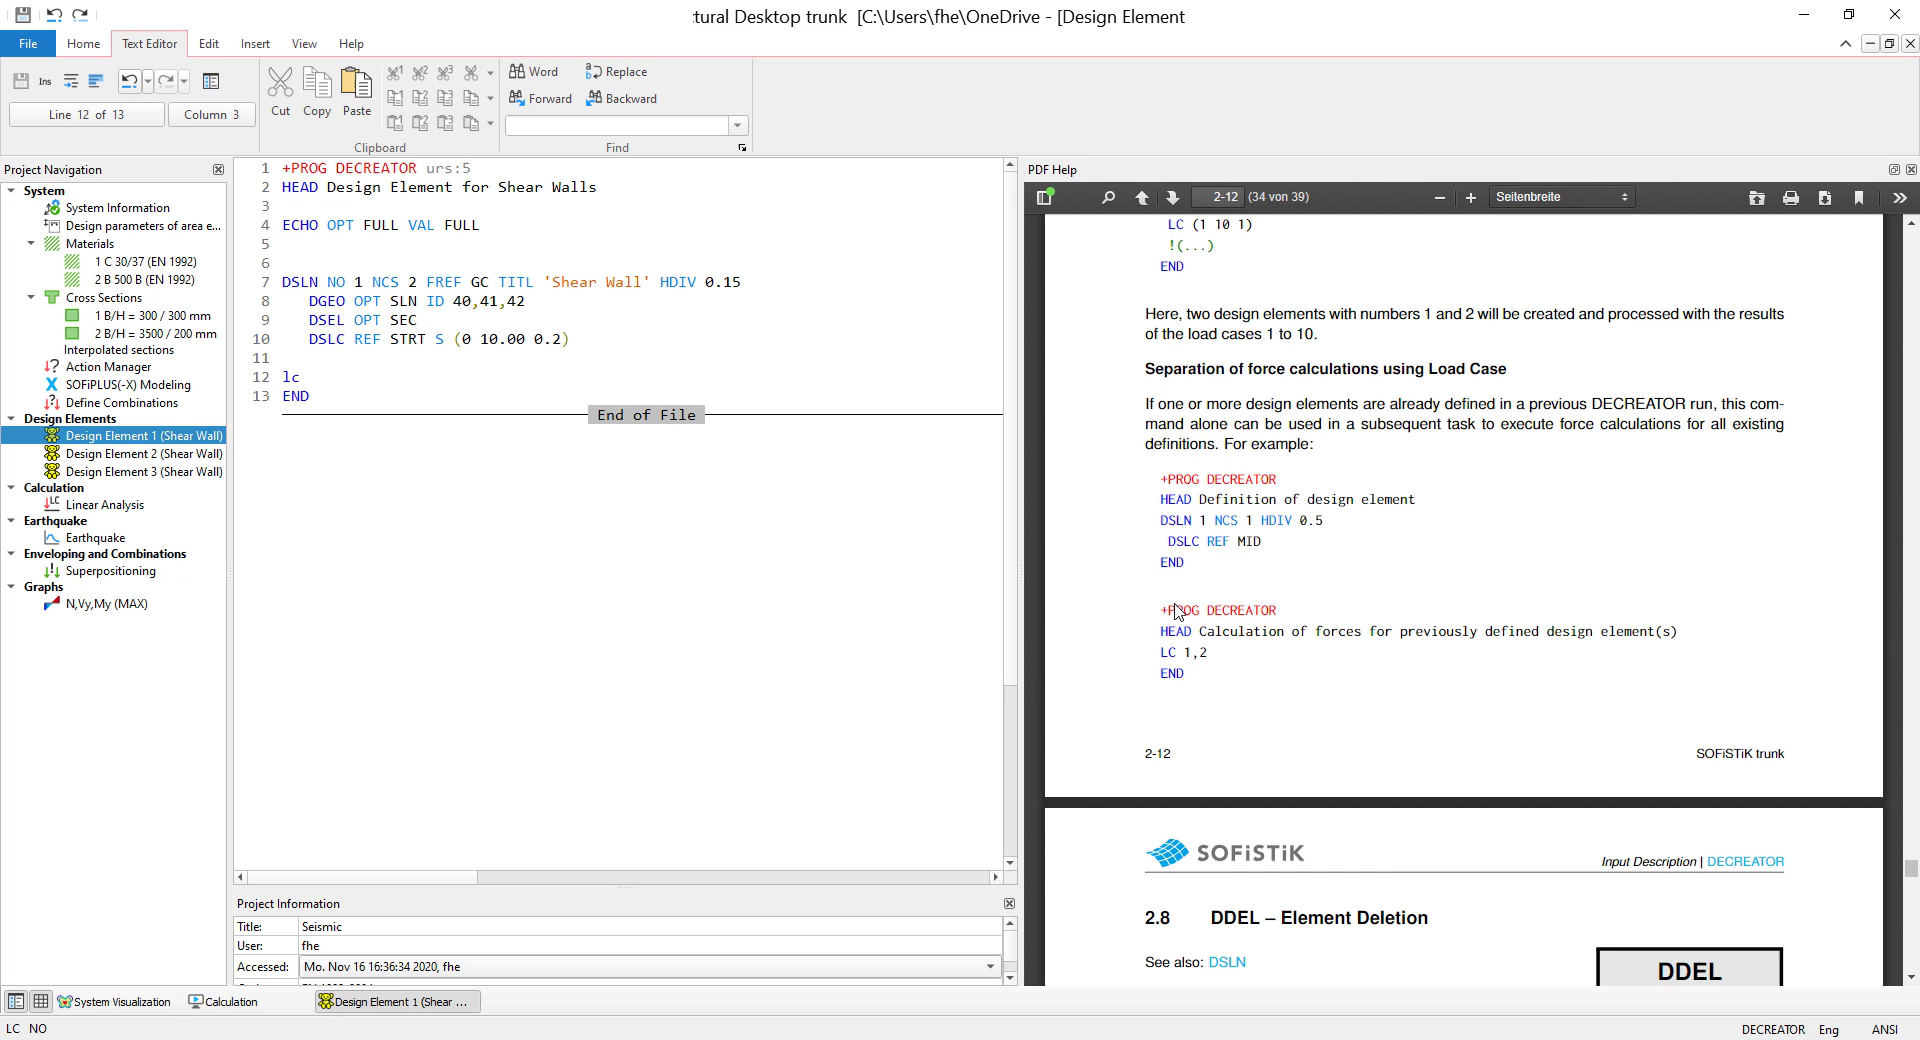 :tural Desktop trunk [C:\Users\fhe\OneDrive - [Design Element
File Home Text Editor Edit Insert View Help
Ins
Line 12 of 13 Column 3
Cut Copy Paste
Clipboard
Word Replace
Forward Backward
Find
Project Navigation
System
System Information
Design parameters of area e...
Materials
1 C 30/37 (EN 1992)
2 B 500 B (EN 1992)
Cross Sections
1 B/H = 300 / 300 mm
2 B/H = 3500 / 200 mm
Interpolated sections
Action Manager
SOFiPLUS(-X) Modeling
Define Combinations
Design Elements
Design Element 1 (Shear Wall)
Design Element 2 (Shear Wall)
Design Element 3 (Shear Wall)
Calculation
Linear Analysis
Earthquake
Earthquake
Enveloping and Combinations
Superpositioning
Graphs
N,Vy,My (MAX)
1 +PROG DECREATOR urs:5
2 HEAD Design Element for Shear Walls
3
4 ECHO OPT FULL VAL FULL
5
6
7 DSLN NO 1 NCS 2 FREF GC TITL 'Shear Wall' HDIV 0.15
8 DGEO OPT SLN ID 40,41,42
9 DSEL OPT SEC
10 DSLC REF STRT S (0 10.00 0.2)
11
12 lc
13 END
End of File
Project Information
Title: Seismic
User: fhe
Accessed: Mo. Nov 16 16:36:34 2020, fhe
PDF Help
2-12 (34 von 39) Seitenbreite
LC (1 10 1)
!(...)
END
Here, two design elements with numbers 1 and 2 will be created and processed with the results
of the load cases 1 to 10.
Separation of force calculations using Load Case
If one or more design elements are already defined in a previous DECREATOR run, this com-
mand alone can be used in a subsequent task to execute force calculations for all existing
definitions. For example:
+PROG DECREATOR
HEAD Definition of design element
DSLN 1 NCS 1 HDIV 0.5
DSLC REF MID
END
+PROG DECREATOR
HEAD Calculation of forces for previously defined design element(s)
LC 1,2
END
2-12 SOFiSTiK trunk
SOFiSTiK
Input Description | DECREATOR
2.8 DDEL – Element Deletion
See also: DSLN
DDEL
System Visualization Calculation Design Element 1 (Shear ...
LC NO DECREATOR Eng ANSI